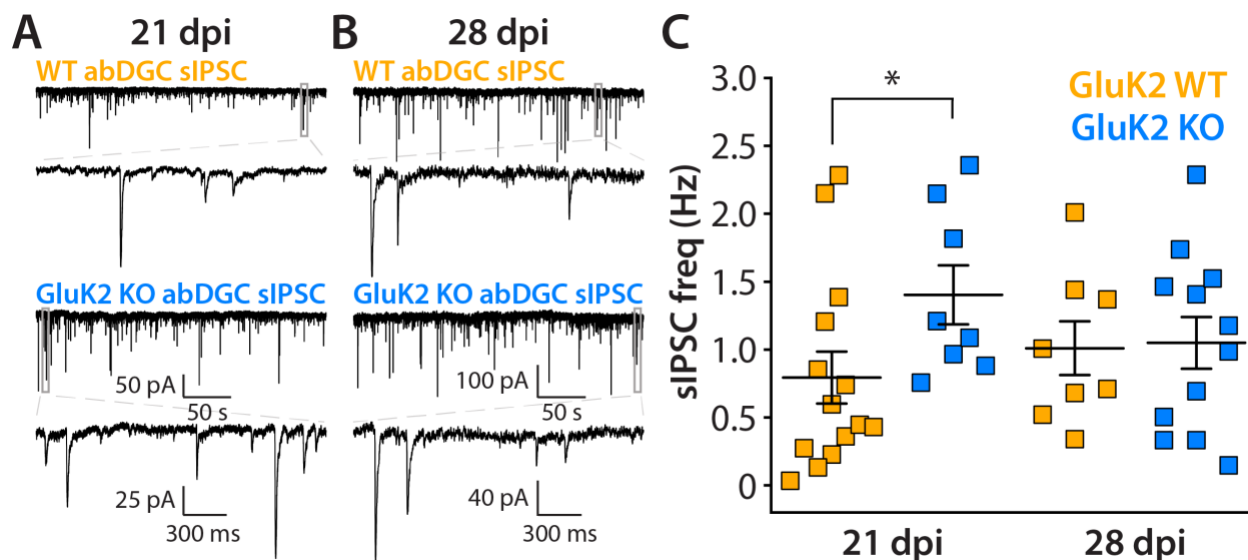 A 21 dpi
WT abDGC sIPSC
GluK2 KO abDGC sIPSC
50 pA
50 s
25 pA
300 ms
B 28 dpi
WT abDGC sIPSC
GluK2 KO abDGC sIPSC
100 pA
50 s
40 pA
300 ms
C
GluK2 WT
GluK2 KO
*
sIPSC freq (Hz)
3.0
2.5
2.0
1.5
1.0
0.5
0
21 dpi 28 dpi